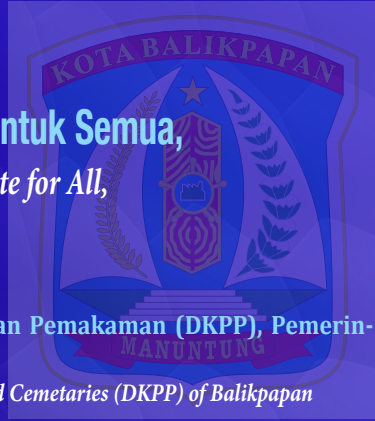 KOTA BALIKPAPAN
ntuk Semua,
te for All,
an Pemakaman (DKPP), Pemerin-
MANUNTUNG
d Cemetaries (DKPP) of Balikpapan